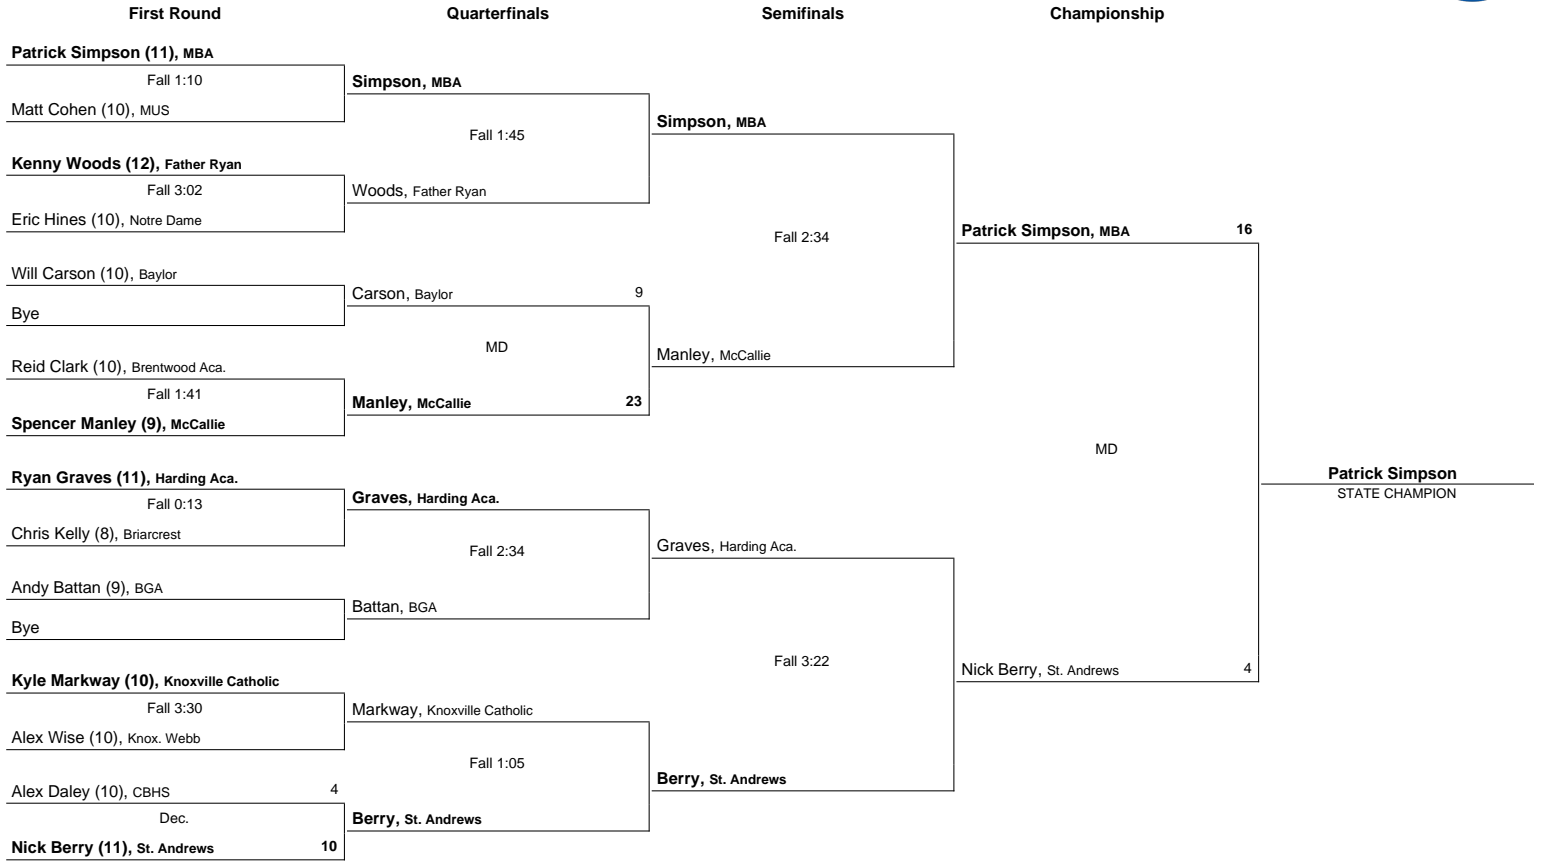 First Round Quarterfinals Semifinals Championship
Patrick Simpson (11), MBA
Fall 1:10
Simpson, MBA
Matt Cohen (10), MUS
Simpson, MBA
Fall 1:45
Kenny Woods (12), Father Ryan
Fall 3:02
Woods, Father Ryan
Eric Hines (10), Notre Dame
Patrick Simpson, MBA 16
Fall 2:34
Will Carson (10), Baylor
Carson, Baylor 9
Bye
MD
Manley, McCallie
Reid Clark (10), Brentwood Aca.
Fall 1:41
Manley, McCallie 23
Spencer Manley (9), McCallie
MD
Patrick Simpson
STATE CHAMPION
Ryan Graves (11), Harding Aca.
Fall 0:13
Graves, Harding Aca.
Chris Kelly (8), Briarcrest
Graves, Harding Aca.
Fall 2:34
Andy Battan (9), BGA
Battan, BGA
Bye
Fall 3:22
Nick Berry, St. Andrews 4
Kyle Markway (10), Knoxville Catholic
Fall 3:30
Markway, Knoxville Catholic
Alex Wise (10), Knox. Webb
Fall 1:05
Berry, St. Andrews
Alex Daley (10), CBHS 4
Dec.
Berry, St. Andrews
Nick Berry (11), St. Andrews 10